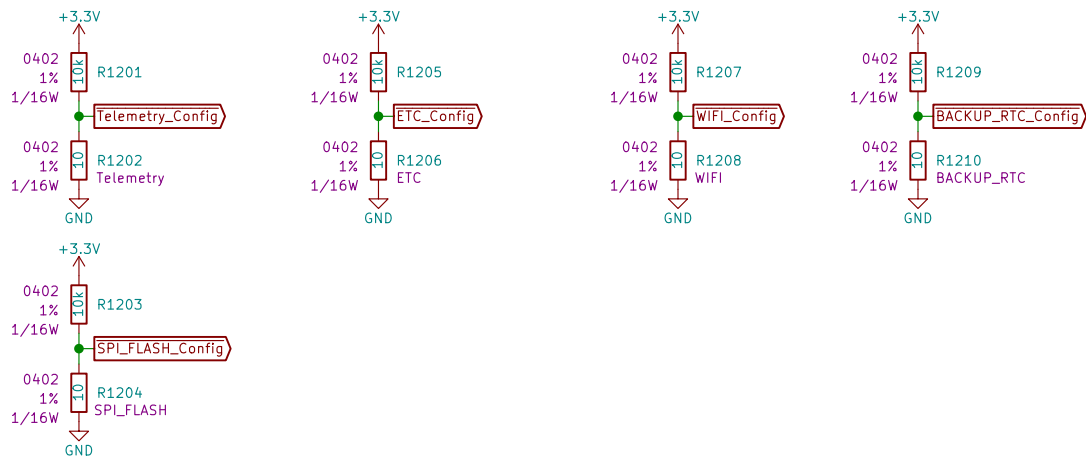 +3.3V
0402
1%
1/16W
10k
R1201
Telemetry_Config
0402
1%
1/16W
10
R1202
Telemetry
GND
+3.3V
0402
1%
1/16W
10k
R1205
ETC_Config
0402
1%
1/16W
10
R1206
ETC
GND
+3.3V
0402
1%
1/16W
10k
R1207
WIFI_Config
0402
1%
1/16W
10
R1208
WIFI
GND
+3.3V
0402
1%
1/16W
10k
R1209
BACKUP_RTC_Config
0402
1%
1/16W
10
R1210
BACKUP_RTC
GND
+3.3V
0402
1%
1/16W
10k
R1203
SPI_FLASH_Config
0402
1%
1/16W
10
R1204
SPI_FLASH
GND